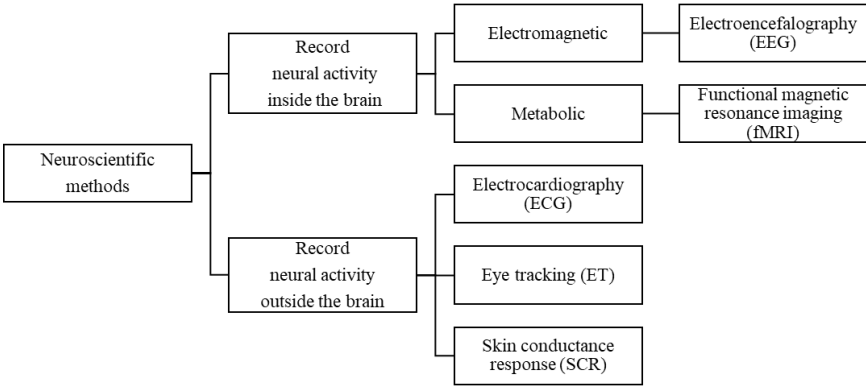 Neuroscientific
methods
Record
neural activity
inside the brain
Electromagnetic
Electroencefalography
(EEG)
Metabolic
Functional magnetic
resonance imaging
(fMRI)
Record
neural activity
outside the brain
Electrocardiography
(ECG)
Eye tracking (ET)
Skin conductance
response (SCR)